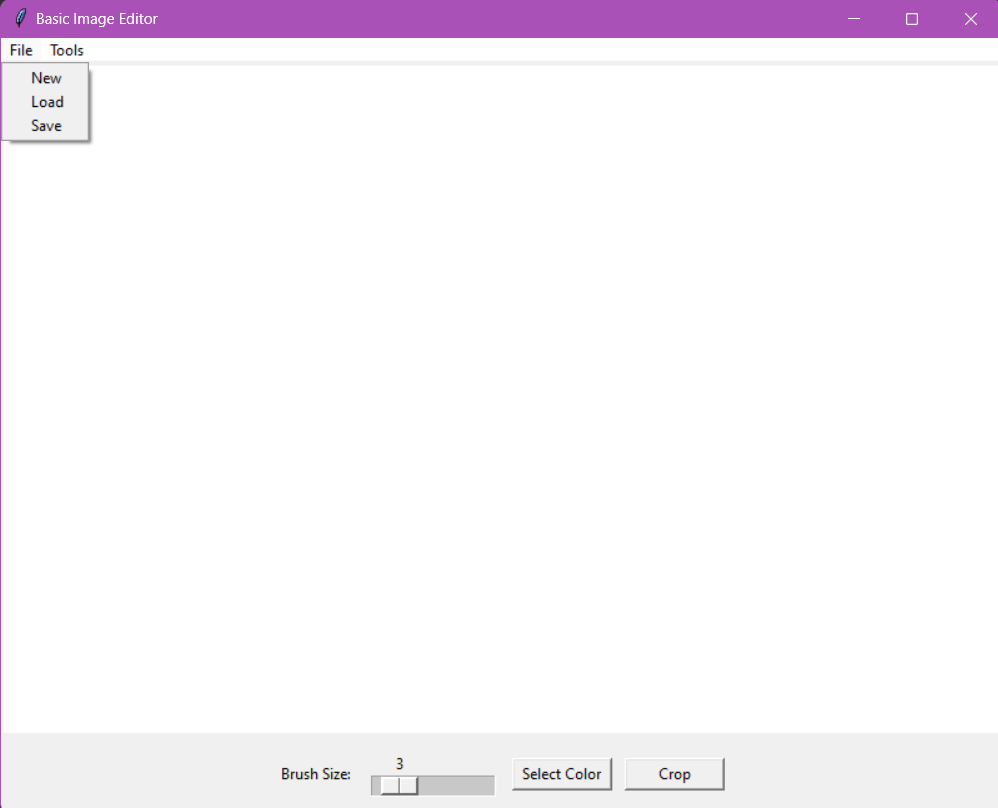 Basic Image Editor
File Tools
New
Load
Save
3
Brush Size:
Select Color
Crop